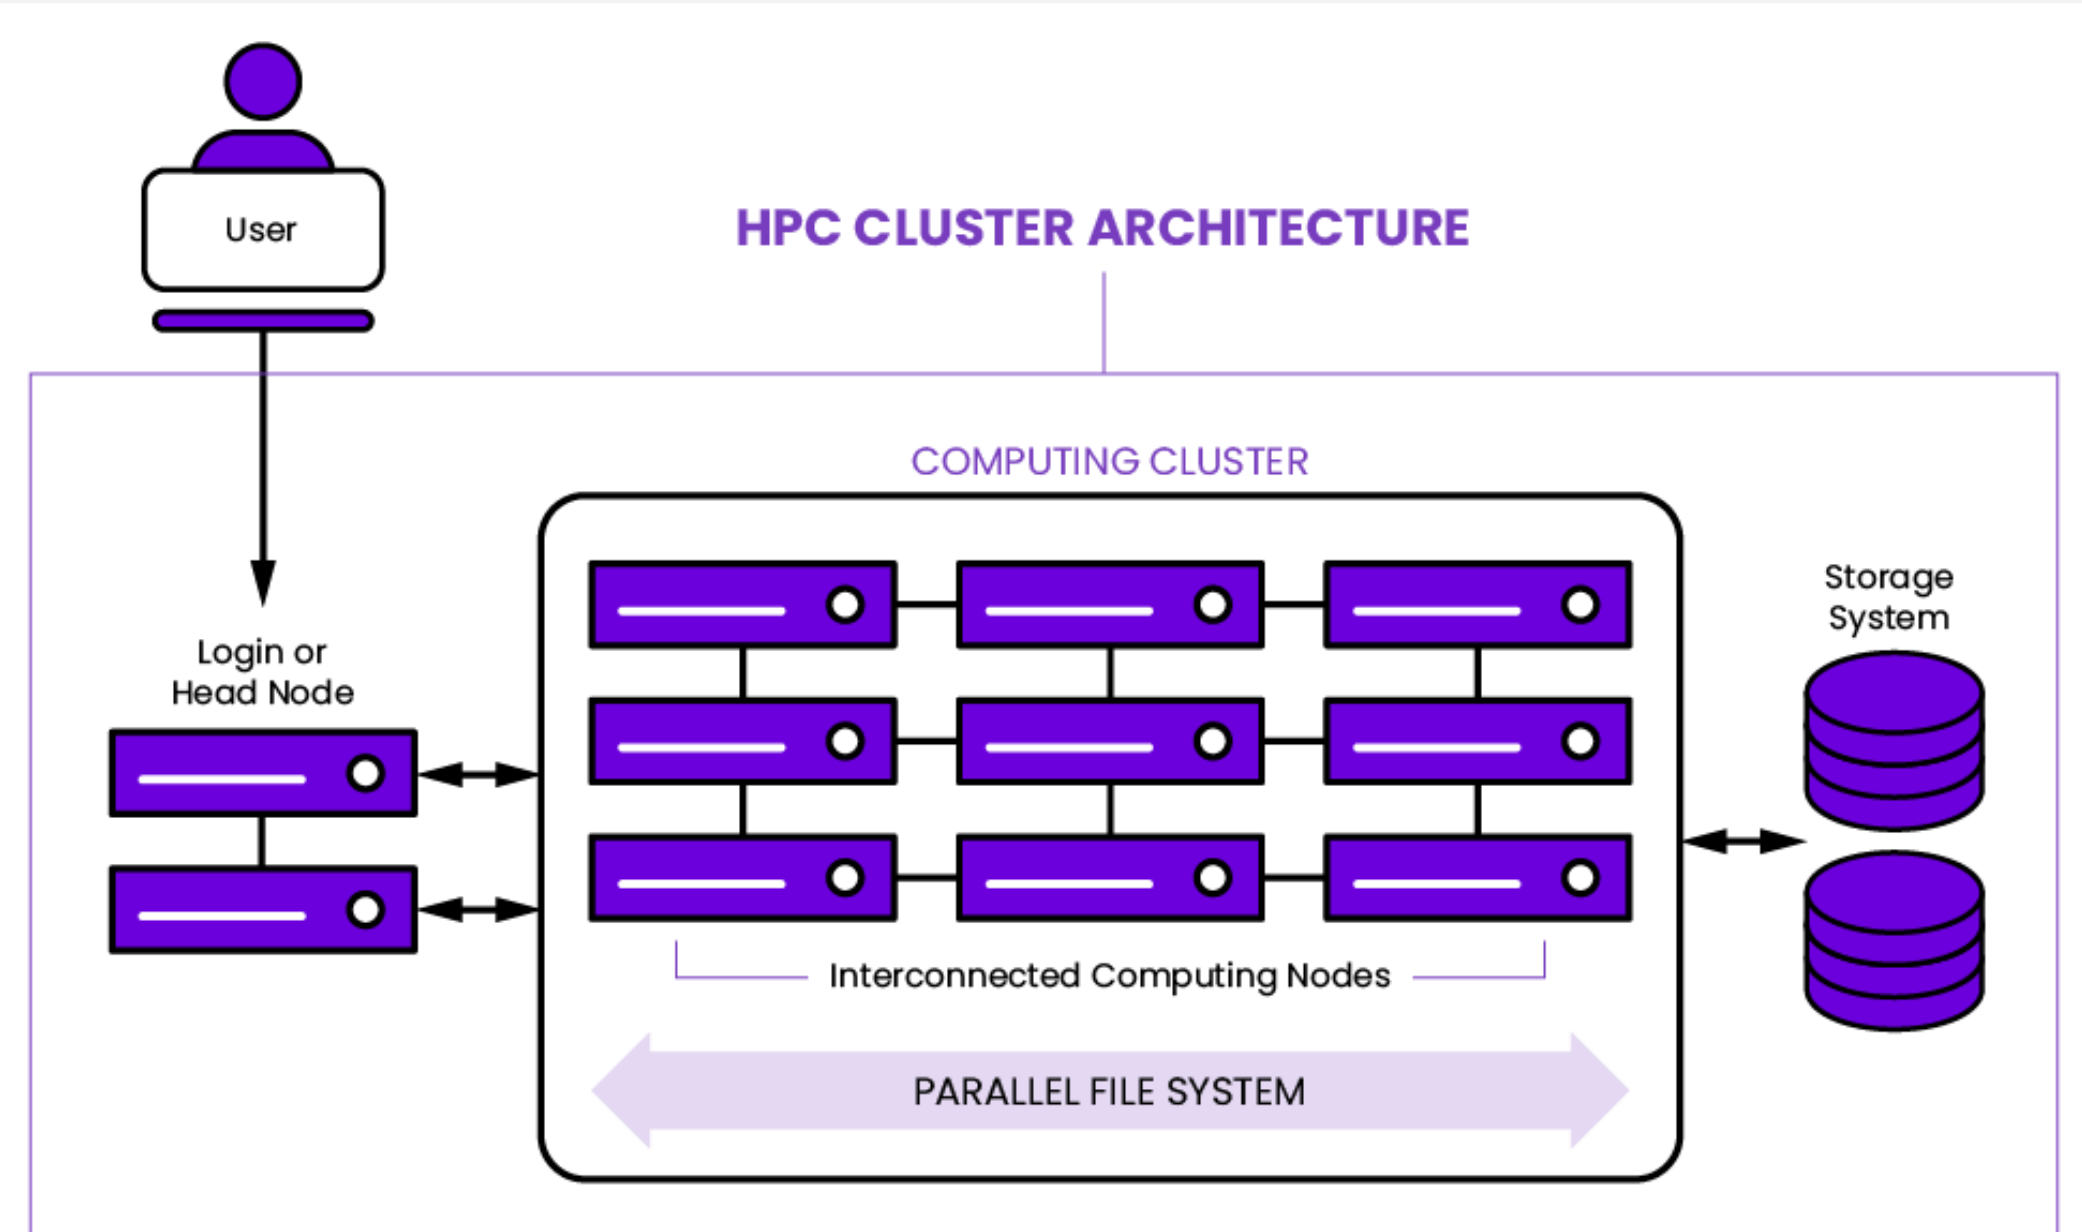 User
HPC CLUSTER ARCHITECTURE
COMPUTING CLUSTER
Storage
System
Login or
Head Node
Interconnected Computing Nodes
PARALLEL FILE SYSTEM